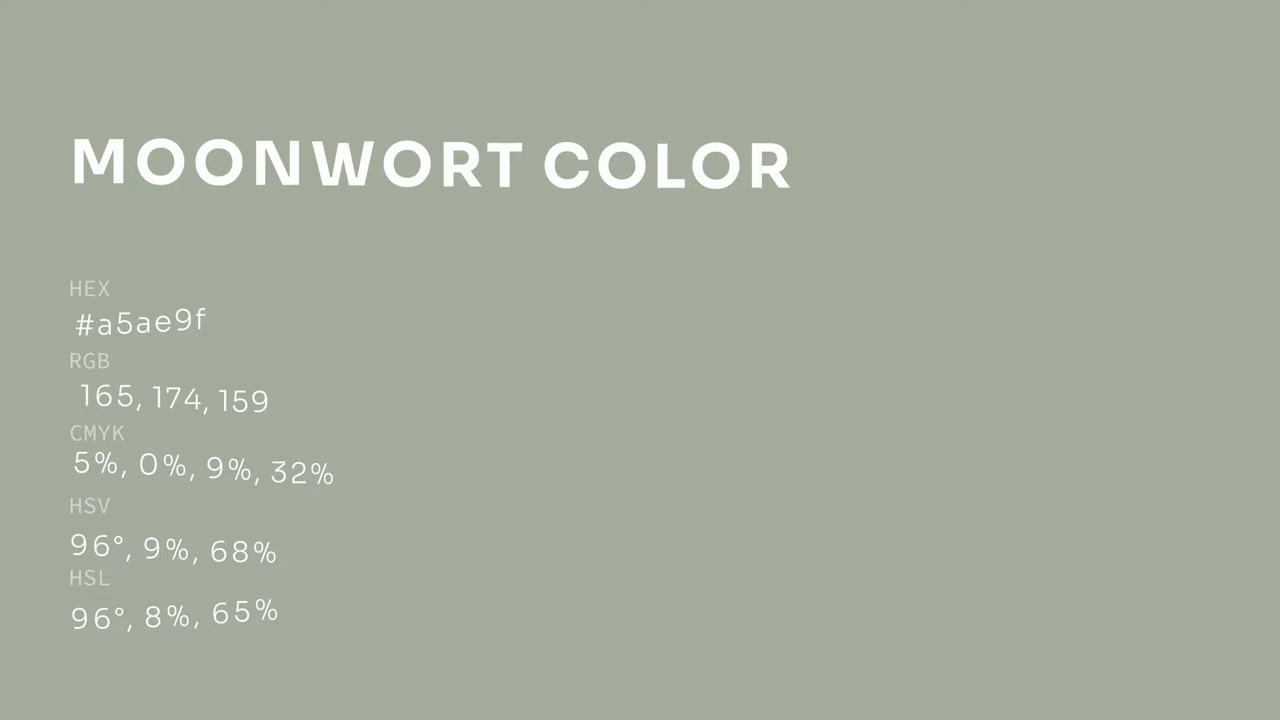 MOONWORT COLOR
HEX
#a5ae9f
RGB
165, 174, 159
CMYK
5%, 0%, 9%, 32%
HSV
96°, 9%, 68%
HSL
96°, 8%, 65%